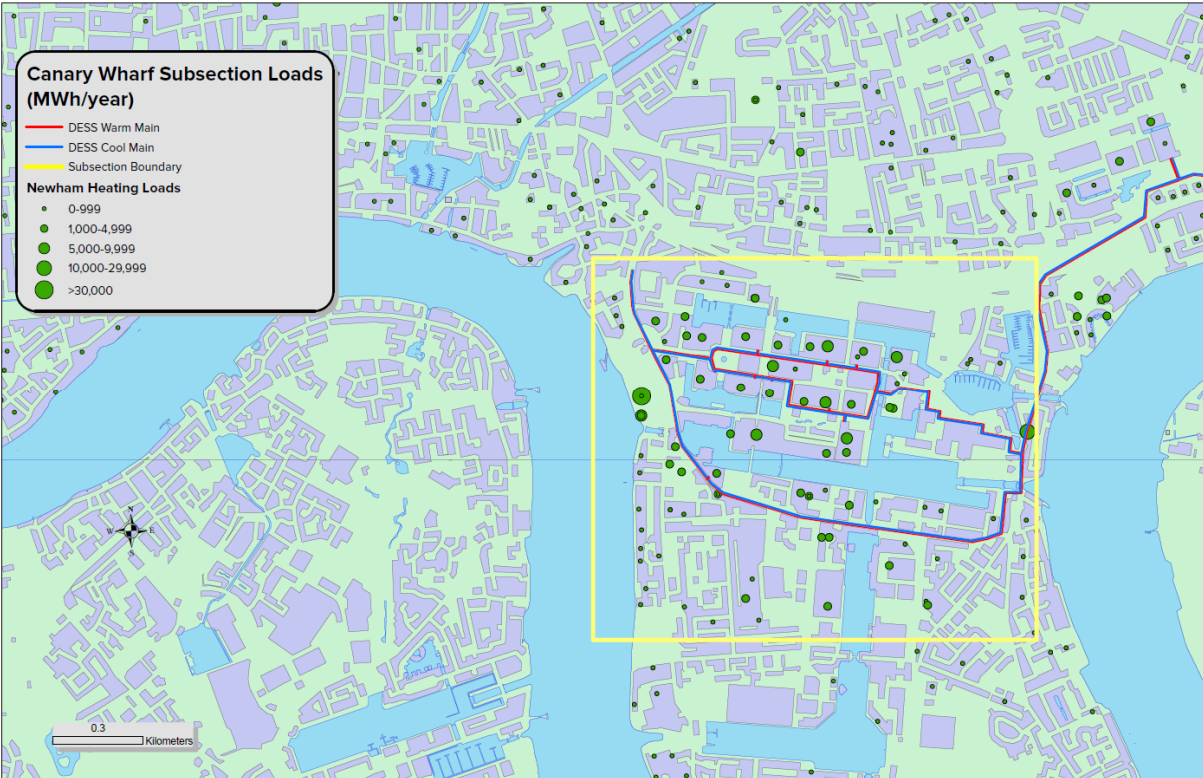 Canary Wharf Subsection Loads
(MWh/year)
DESS Warm Main
DESS Cool Main
Subsection Boundary
Newham Heating Loads
0-999
1,000-4,999
5,000-9,999
10,000-29,999
>30,000
N
W E
S
0.3
Kilometers